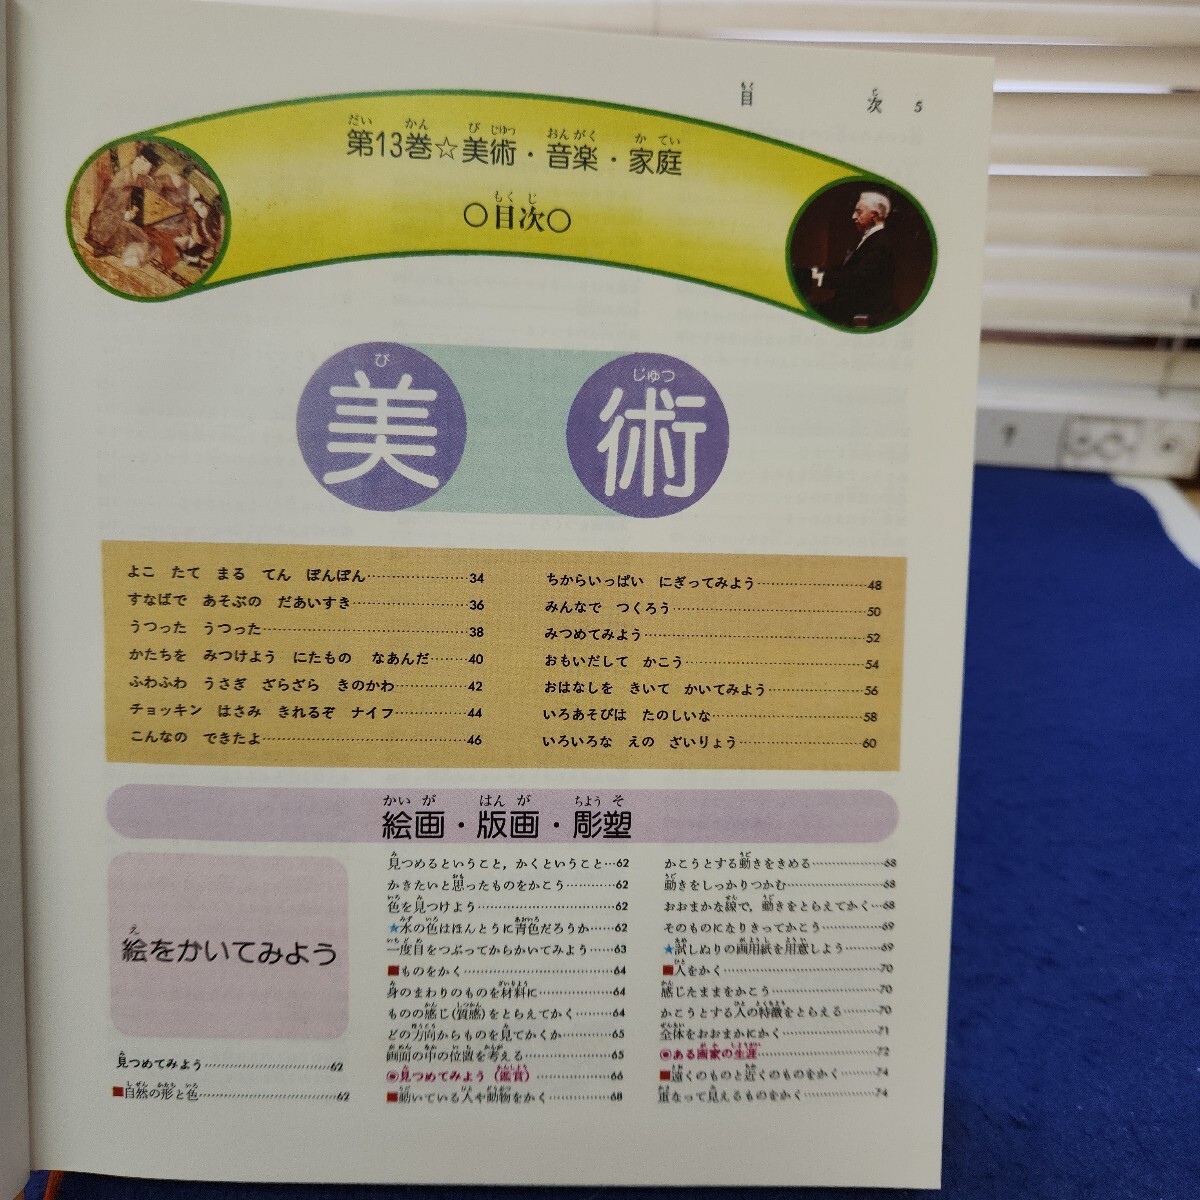 目次 5
第13巻☆美術・音楽・家庭
○目次○
美術
よこ たて まる てん ぽんぽん…………………34
すなばで あそぶの だあいすき…………………36
うつった うつった…………………38
かたちを みつけよう にたもの なあんだ………40
ふわふわ うさぎ ざらざら きのかわ…………42
チョッキン はさみ きれるぞ ナイフ…………44
こんなの できたよ…………………46
ちからいっぱい にぎってみよう…………………48
みんなで つくろう…………………50
みつめてみよう…………………52
おもいだして かこう…………………54
おはなしを きいて かいてみよう…………………56
いろあそびは たのしいな…………………58
いろいろな えの ざいりょう…………………60
絵画・版画・彫塑
絵をかいてみよう
見つめてみよう…………………62
■自然の形と色…………………62
見つめるということ，かくということ…62
かきたいと思ったものをかこう…………62
色を見つけよう…………………62
★水の色はほんとうに青色だろうか……62
一度目をつぶってからかいてみよう……63
■ものをかく…………………64
身のまわりのものを材料に…………64
ものの感じ(質感)をとらえてかく……64
どの方向からものを見てかくか……65
画面の中の位置を考える…………65
◉見つめてみよう（鑑賞）…………66
■動いている人や動物をかく…………68
かこうとする動きをきめる…………68
動きをしっかりつかむ…………68
おおまかな線で，動きをとらえてかく…68
そのものになりきってかこう…………69
★試しぬりの画用紙を用意しよう……69
■人をかく…………………70
感じたままをかこう…………70
かこうとする人の特徴をとらえる……70
全体をおおまかにかく…………71
◉ある画家の生涯…………………72
■遠くのものと近くのものをかく……74
重なって見えるものをかく…………74